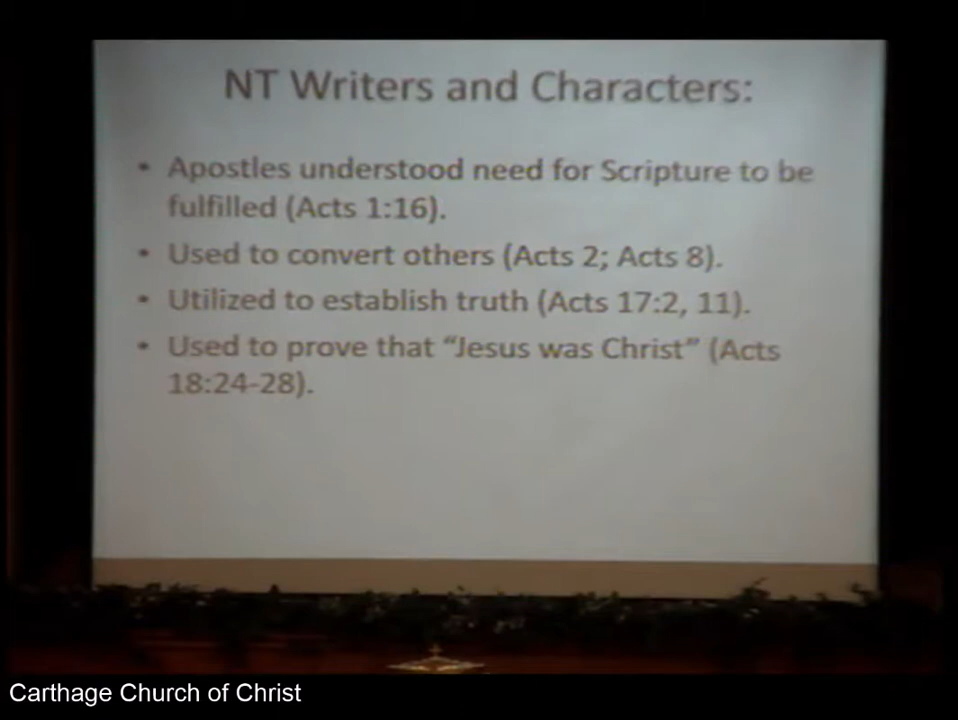 NT Writers and Characters:
• Apostles understood need for Scripture to be
fulfilled (Acts 1:16).
• Used to convert others (Acts 2; Acts 8).
• Utilized to establish truth (Acts 17:2, 11).
• Used to prove that “Jesus was Christ” (Acts
18:24-28).
Carthage Church of Christ